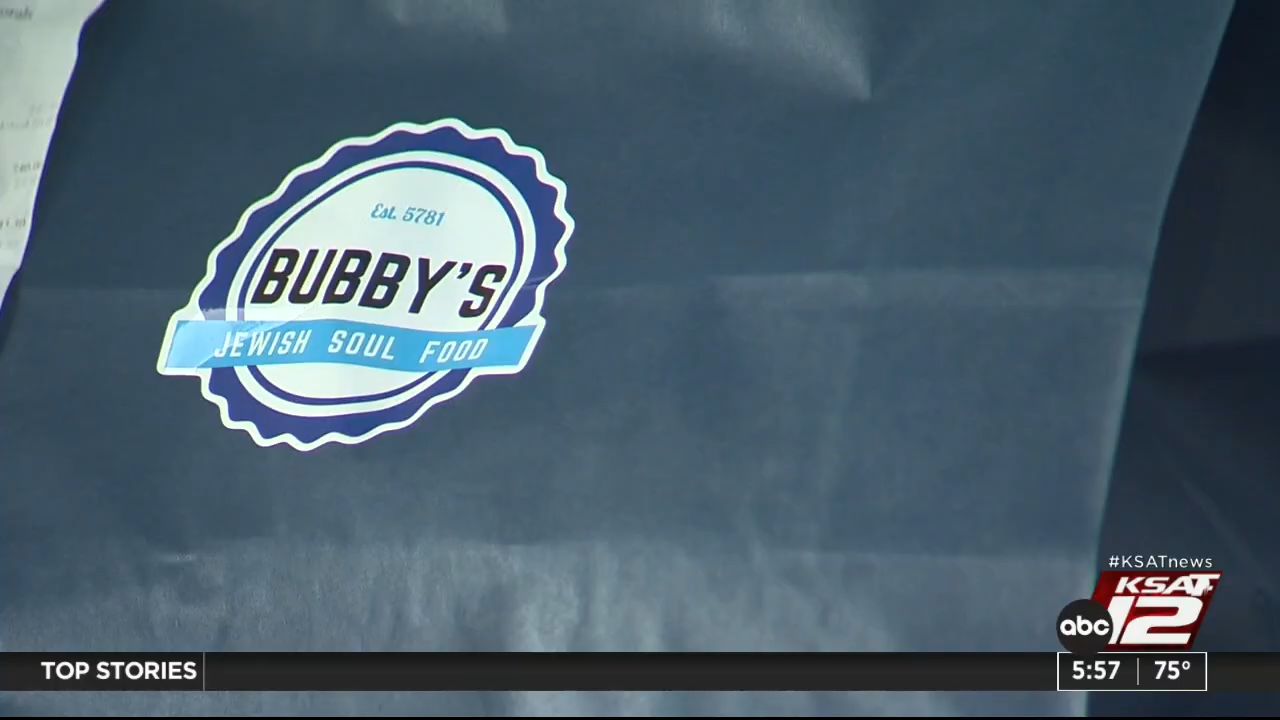 Est. 5781
BUBBY'S
JEWISH SOUL FOOD
#KSATnews
KSAT
abc 12
TOP STORIES
5:57 75°